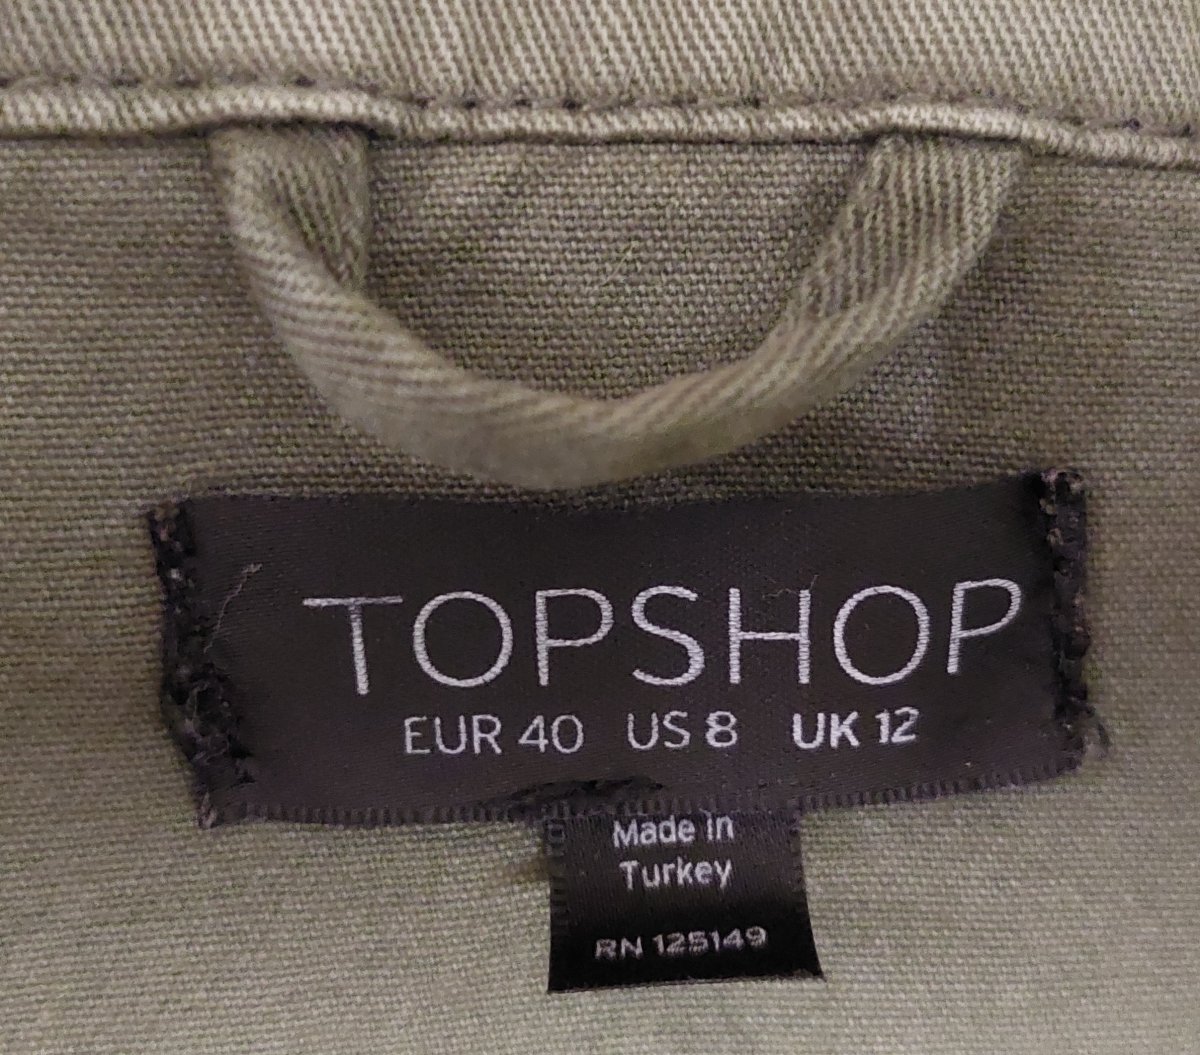 TOPSHOP
EUR 40 US 8 UK 12
Made in
Turkey
RN 125149